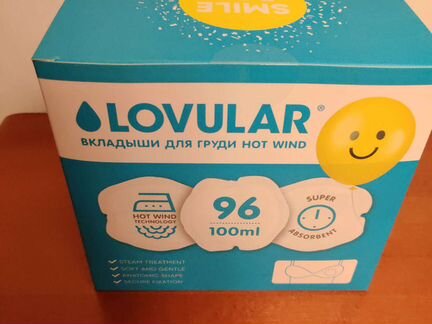 SMILE
LOVULAR®
ВКЛАДЫШИ ДЛЯ ГРУДИ HOT WIND
HOT WIND
TECHNOLOGY
96
100ml
SUPER
ABSORBENT
✓ STEAM TREATMENT
✓ SOFT AND GENTLE
✓ ANATOMIC SHAPE
✓ SECURE FIXATION